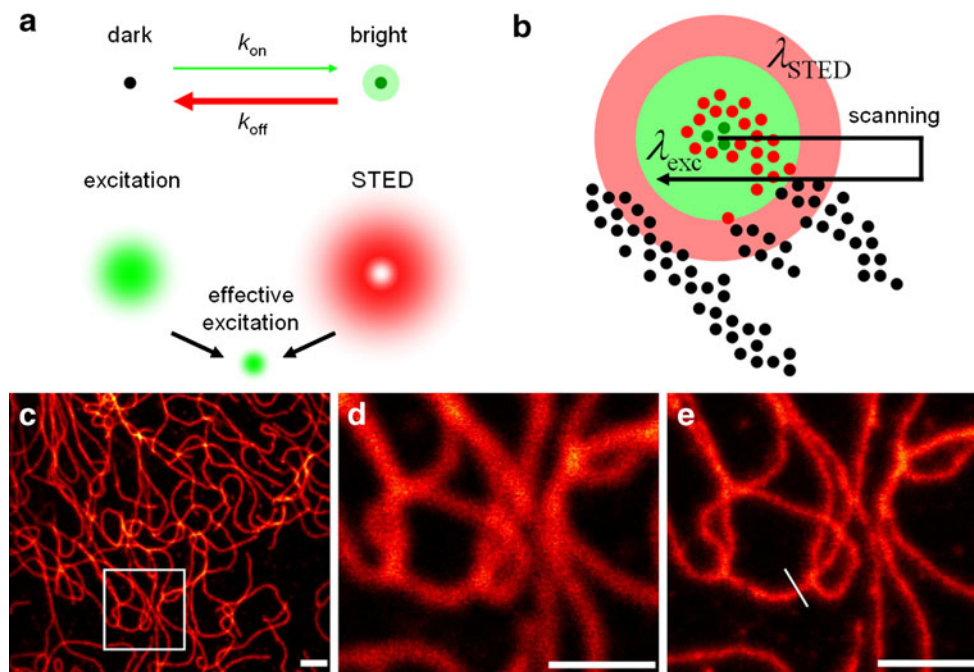 a
dark
bright
k_on
k_off
excitation
STED
effective
excitation
b
λ_STED
scanning
λ_exc
c
d
e